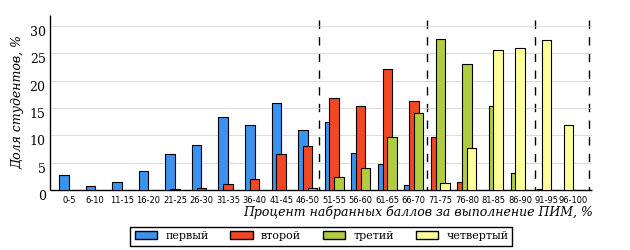 30
25
20
15
10
5
0
Доля студентов, %
0-5 6-10 11-15 16-20 21-25 26-30 31-35 36-40 41-45 46-50 51-55 56-60 61-65 66-70 71-75 76-80 81-85 86-90 91-95 96-100
Процент набранных баллов за выполнение ПИМ, %
первый второй третий четвертый